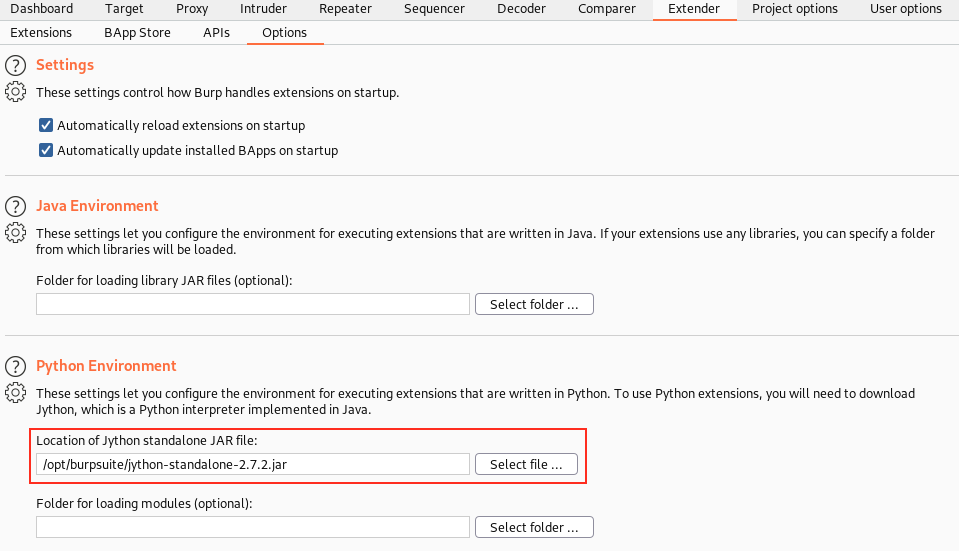 Dashboard Target Proxy Intruder Repeater Sequencer Decoder Comparer Extender Project options User options
Extensions BApp Store APIs Options
? Settings
These settings control how Burp handles extensions on startup.
Automatically reload extensions on startup
Automatically update installed BApps on startup
? Java Environment
These settings let you configure the environment for executing extensions that are written in Java. If your extensions use any libraries, you can specify a folder
from which libraries will be loaded.
Folder for loading library JAR files (optional):
Select folder ...
? Python Environment
These settings let you configure the environment for executing extensions that are written in Python. To use Python extensions, you will need to download
Jython, which is a Python interpreter implemented in Java.
Location of Jython standalone JAR file:
/opt/burpsuite/jython-standalone-2.7.2.jar Select file ...
Folder for loading modules (optional):
Select folder ...